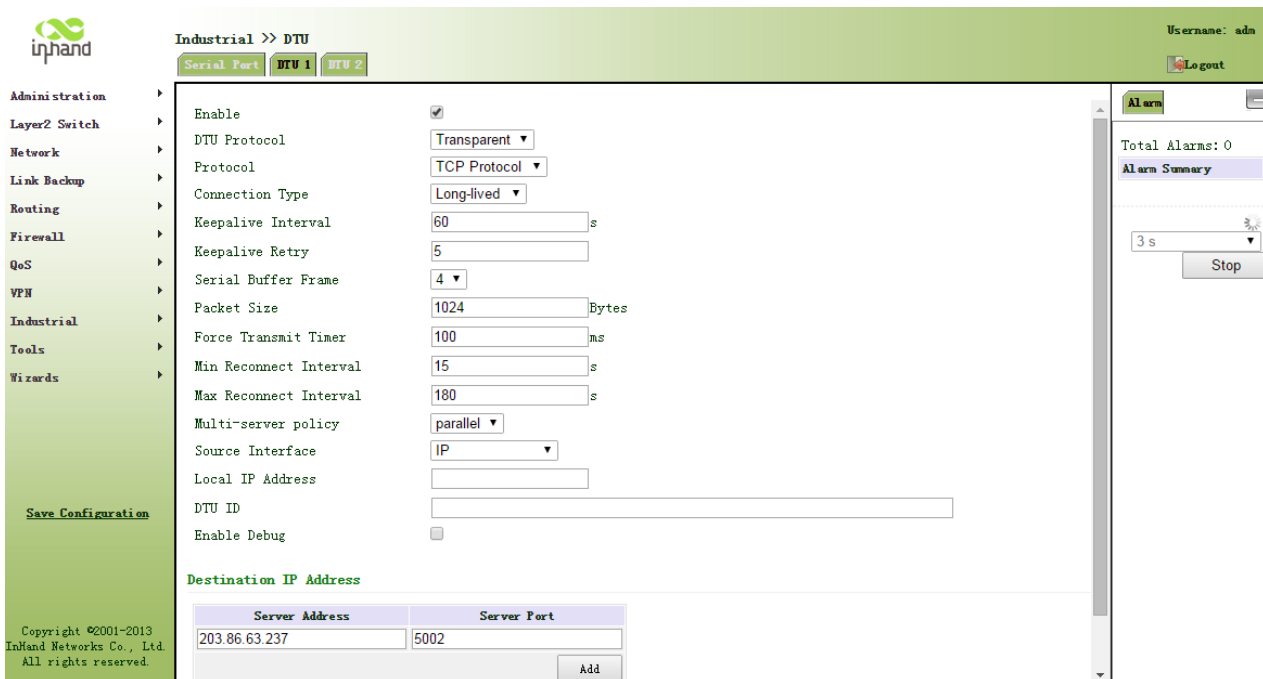 inhand
Industrial >> DTU
Username: adm
Serial Port DTU 1 DTU 2
Logout
Administration
Layer2 Switch
Network
Link Backup
Routing
Firewall
QoS
VPN
Industrial
Tools
Wizards
Save Configuration
Copyright ©2001-2013
InHand Networks Co., Ltd.
All rights reserved.
Enable
DTU Protocol Transparent
Protocol TCP Protocol
Connection Type Long-lived
Keepalive Interval 60 s
Keepalive Retry 5
Serial Buffer Frame 4
Packet Size 1024 Bytes
Force Transmit Timer 100 ms
Min Reconnect Interval 15 s
Max Reconnect Interval 180 s
Multi-server policy parallel
Source Interface IP
Local IP Address
DTU ID
Enable Debug
Destination IP Address
Server Address Server Port
203.86.63.237 5002
Add
Alarm
Total Alarms: 0
Alarm Summary
3 s
Stop